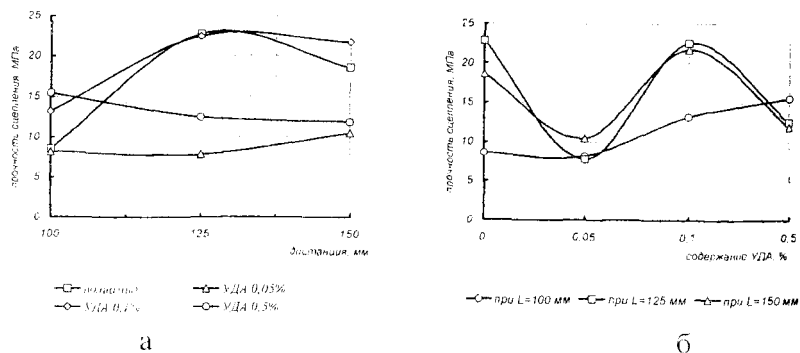 а
25
20
15
10
5
0
прочность сцепления, МПа
100
125
150
дистанция, мм
УДА 0,05%
УДА 0,1%
УДА 0,5%
а
б
25
20
15
10
5
0
прочность сцепления, МПа
0
0,05
0,1
0,5
содержание УДА, %
при L=100 мм
при L=125 мм
при L=150 мм
б